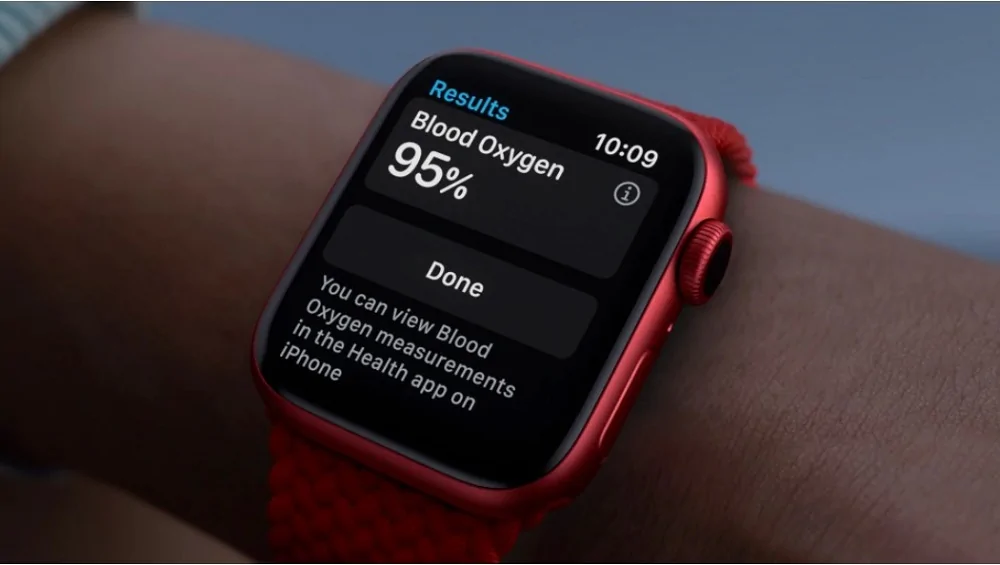 Results
10:09
Blood Oxygen
95%
Done
You can view Blood
Oxygen measurements
in the Health app on
iPhone